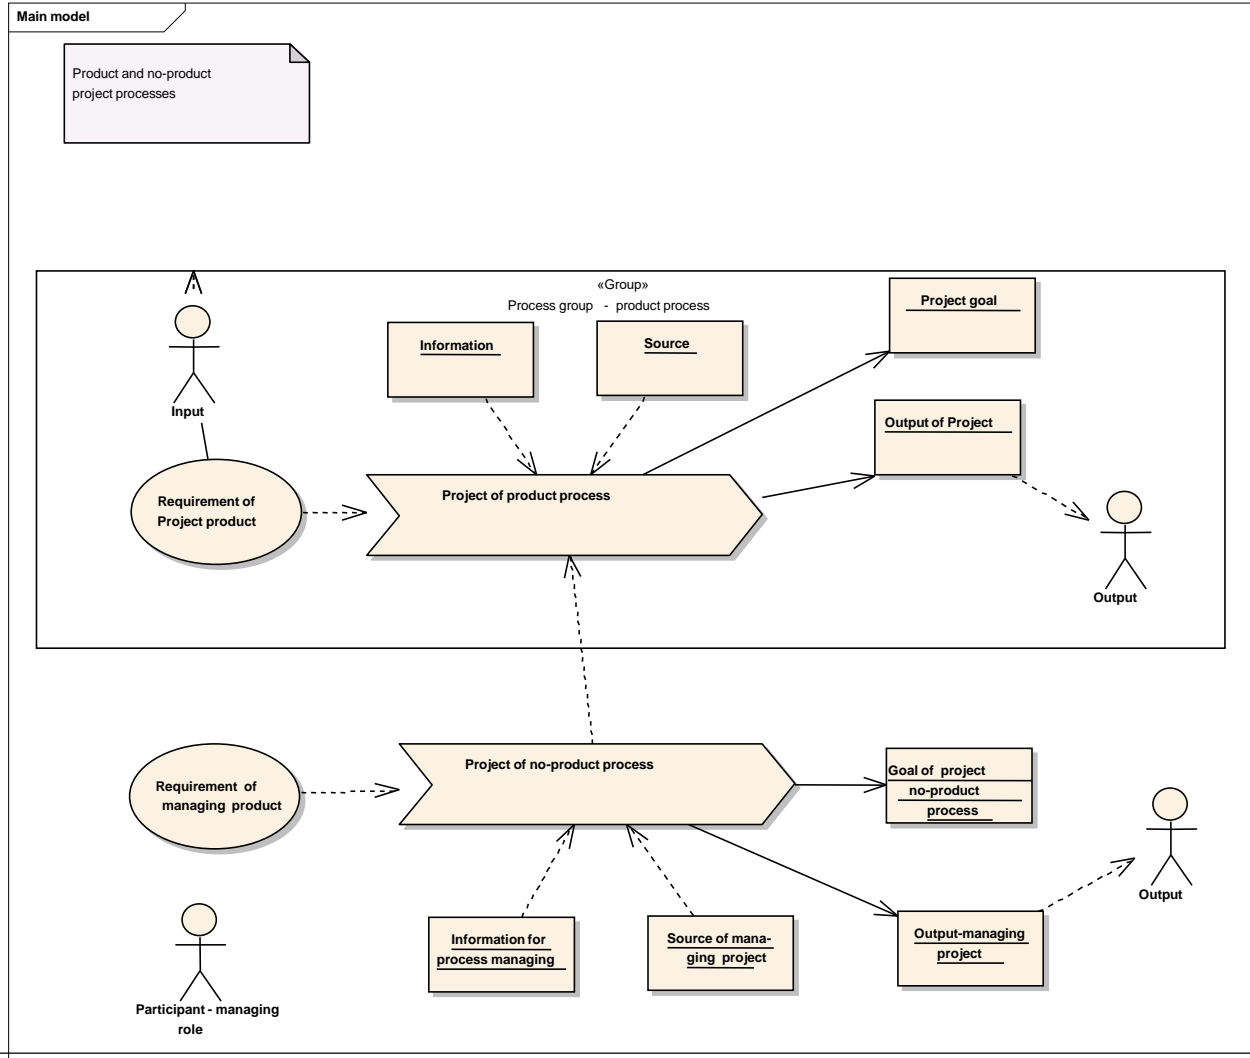 Main model
Product and no-product
project processes
«Group»
Process group - product process
Project goal
Information
Source
Input
Output of Project
Requirement of
Project product
Project of product process
Output
Project of no-product process
Goal of project
no-product
process
Requirement of
managing product
Output
Information for
process managing
Source of mana-
ging project
Output-managing
project
Participant - managing
role